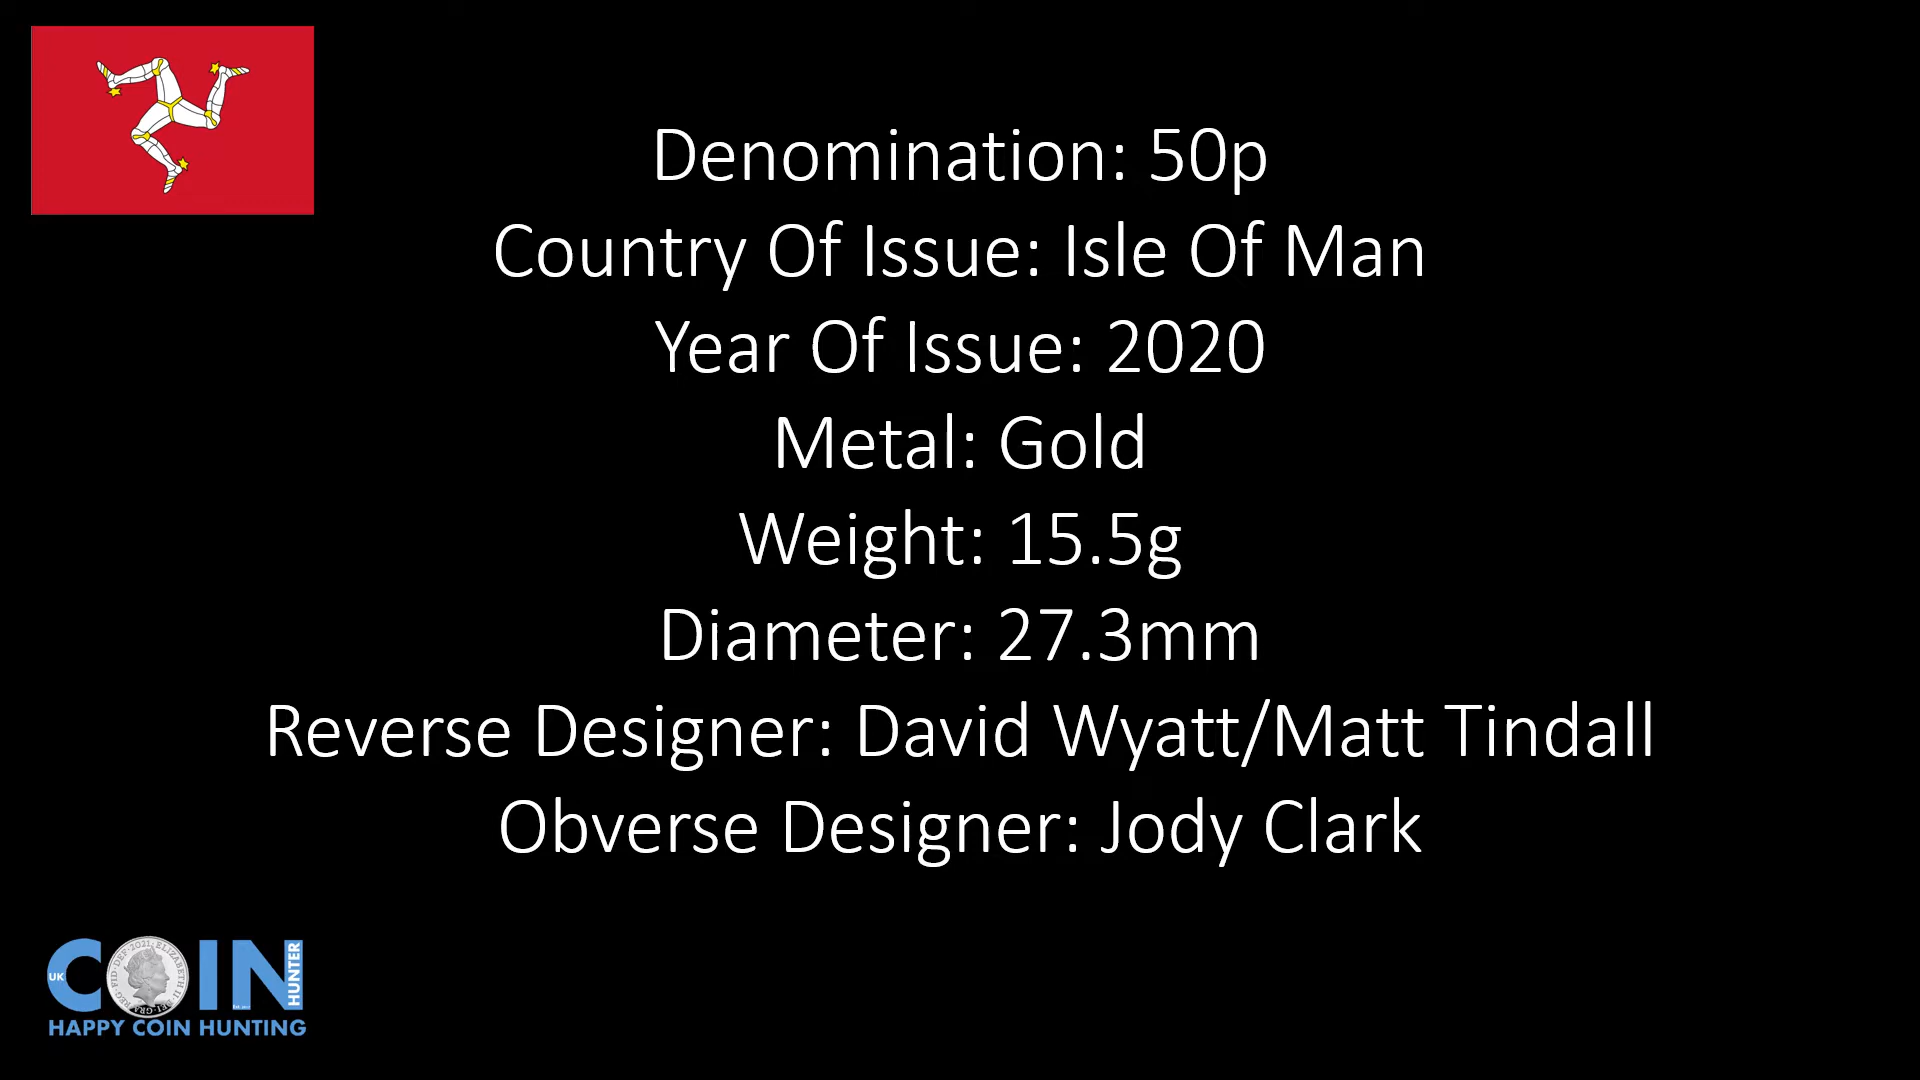 Denomination: 50p
Country Of Issue: Isle Of Man
Year Of Issue: 2020
Metal: Gold
Weight: 15.5g
Diameter: 27.3mm
Reverse Designer: David Wyatt/Matt Tindall
Obverse Designer: Jody Clark
UK COIN HUNTER
HAPPY COIN HUNTING